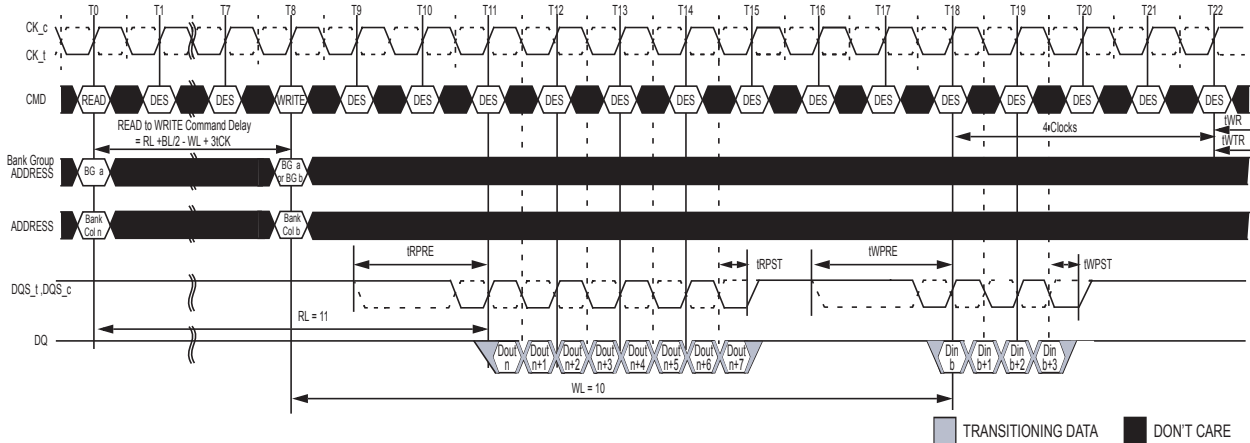 T0 T1 T7 T8 T9 T10 T11 T12 T13 T14 T15 T16 T17 T18 T19 T20 T21 T22
CK_c
CK_t
CMD READ DES DES WRITE DES DES DES DES DES DES DES DES DES DES DES DES DES DES
READ to WRITE Command Delay
= RL +BL/2 - WL + 3tCK
4 Clocks
tWR
tWTR
Bank Group
ADDRESS
BG a
BG a
or BG b
ADDRESS
Bank
Col n
Bank
Col b
tRPRE
tRPST
tWPRE
tWPST
DQS_t ,DQS_c
RL = 11
DQ
Dout
n
Dout
n+1
Dout
n+2
Dout
n+3
Dout
n+4
Dout
n+5
Dout
n+6
Dout
n+7
Din
b
Din
b+1
Din
b+2
Din
b+3
WL = 10
TRANSITIONING DATA
DON'T CARE